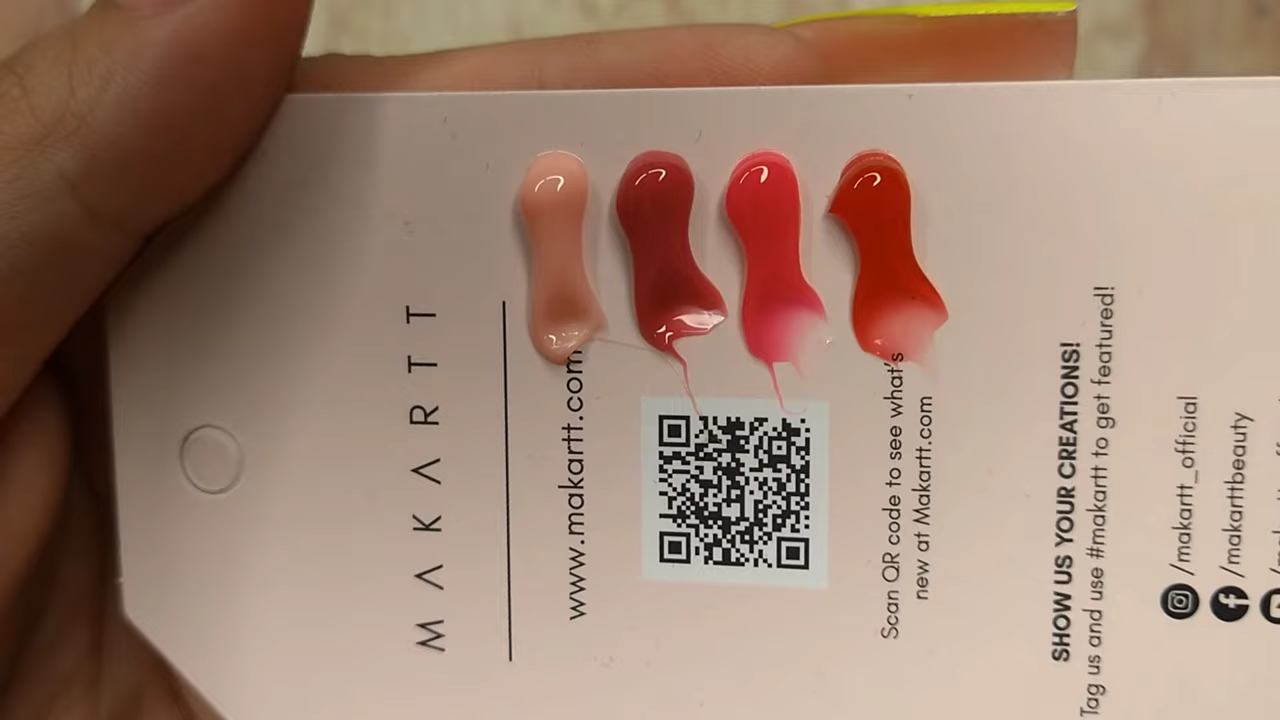 MAKARTT
www.makartt.com
Scan QR code to see what's
new at Makartt.com
SHOW US YOUR CREATIONS!
Tag us and use #makartt to get featured!
/makartt_official
/makarttbeauty